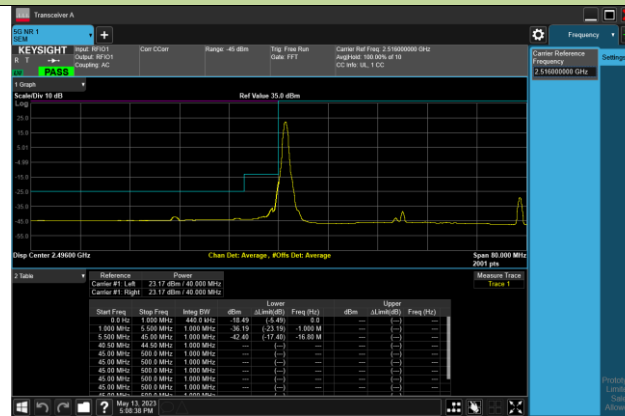 Transceiver A
5G NR 1
SEM
Frequency
KEYSIGHT
Input: RFIO1
Output: RFIO1
Coupling: AC
Corr CCorr
Range: -45 dBm
Trig: Free Run
Gate: FFT
Carrier Ref Freq: 2.516000000 GHz
Avg|Hold: 100.00% of 10
CC Info: UL, 1 CC
R T
PASS
Carrier Reference
Frequency
2.516000000 GHz
Settings
1 Graph
Scale/Div 10 dB
Ref Value 35.0 dBm
Log
25.0
15.0
5.01
-4.99
-15.0
-25.0
-35.0
-45.0
-55.0
Disp Center 2.49600 GHz
Chan Det: Average , #Offs Det: Average
Span 80.000 MHz
2001 pts
2 Table
Reference Power
Carrier #1: Left 23.17 dBm / 40.000 MHz
Carrier #1: Right 23.17 dBm / 40.000 MHz
Measure Trace
Trace 1
Lower Upper
Start Freq Stop Freq Integ BW dBm ΔLimit(dB) Freq (Hz) dBm ΔLimit(dB) Freq (Hz)
0.0 Hz 1.000 MHz 440.0 kHz -18.49 (-5.49) 0.0 --- (---) ---
1.000 MHz 5.500 MHz 1.000 MHz -36.19 (-23.19) -1.000 M --- (---) ---
5.500 MHz 45.00 MHz 1.000 MHz -42.40 (-17.40) -16.80 M --- (---) ---
40.50 MHz 44.50 MHz 1.000 MHz --- (---) --- --- (---) ---
45.00 MHz 500.0 MHz 1.000 MHz --- (---) --- --- (---) ---
45.00 MHz 500.0 MHz 1.000 MHz --- (---) --- --- (---) ---
45.00 MHz 500.0 MHz 1.000 MHz --- (---) --- --- (---) ---
45.00 MHz 500.0 MHz 1.000 MHz --- (---) --- --- (---) ---
45.00 MHz 500.0 MHz 1.000 MHz --- (---) --- --- (---) ---
May 13, 2023
5:08:38 PM